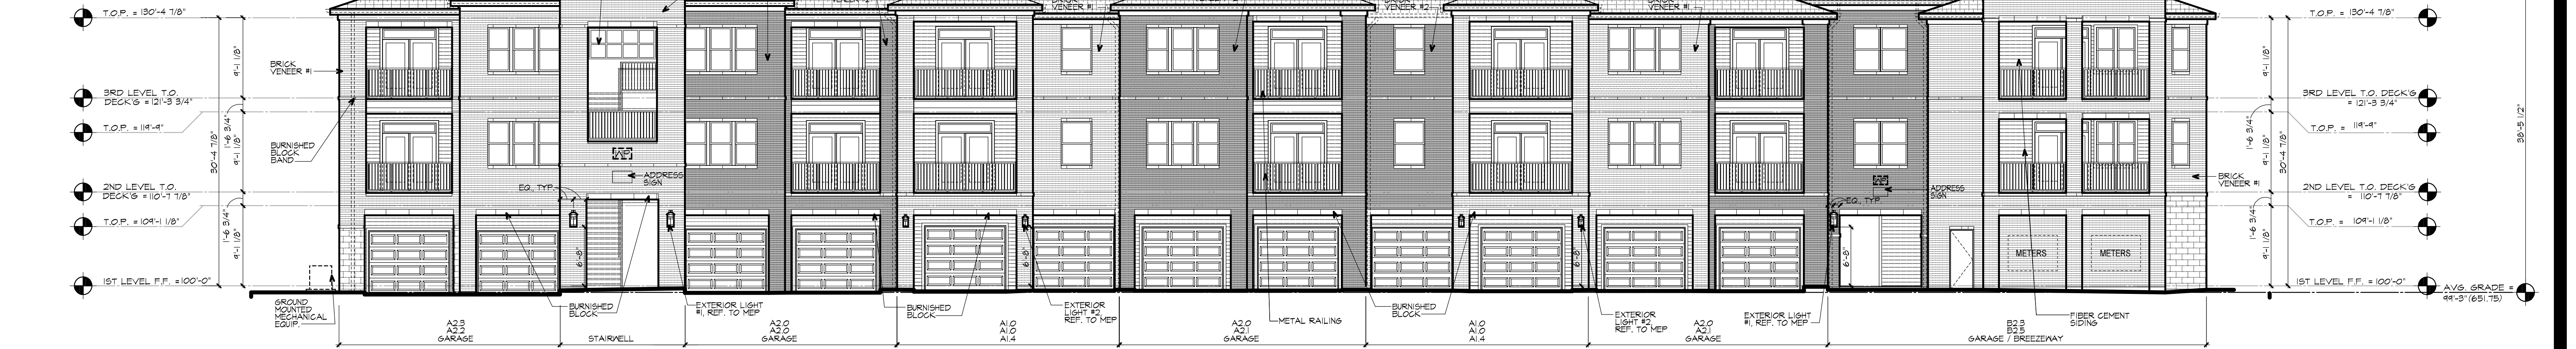 T.O.P. = 130'-4 7/8"
9'-1 1/8"
BRICK
VENEER #1
3RD LEVEL T.O.
DECK'G = 121'-3 3/4"
T.O.P. = 119'-9"
1'-6 3/4"
9'-1 1/8"
30'-4 7/8"
BURNISHED
BLOCK
BAND
2ND LEVEL T.O.
DECK'G = 110'-7 7/8"
T.O.P. = 109'-1 1/8"
1'-6 3/4"
9'-1 1/8"
1ST LEVEL F.F. = 100'-0"
GROUND
MOUNTED
MECHANICAL
EQUIP.
EQ., TYP.
ADDRESS
SIGN
6'-8"
BURNISHED
BLOCK
EXTERIOR LIGHT
#1, REF. TO MEP
VENEER #1
BURNISHED
BLOCK
6'-8"
EXTERIOR
LIGHT #2,
REF. TO MEP
METAL RAILING
VENEER #2
BURNISHED
BLOCK
6'-8"
EXTERIOR
LIGHT #2,
REF. TO MEP
VENEER #1
EXTERIOR LIGHT
#1, REF. TO MEP
EQ., TYP.
ADDRESS
SIGN
6'-8"
METERS
METERS
FIBER CEMENT
SIDING
BRICK
VENEER #1
A2.3
A2.2
GARAGE
STAIRWELL
A2.0
A2.0
GARAGE
A1.0
A1.0
A1.4
A2.0
A2.1
GARAGE
A1.0
A1.0
A1.4
A2.0
A2.1
GARAGE
B2.3
B2.5
GARAGE / BREEZEWAY
T.O.P. = 130'-4 7/8"
9'-1 1/8"
3RD LEVEL T.O. DECK'G
= 121'-3 3/4"
T.O.P. = 119'-9"
1'-6 3/4"
9'-1 1/8"
30'-4 7/8"
2ND LEVEL T.O. DECK'G
= 110'-7 7/8"
T.O.P. = 109'-1 1/8"
1'-6 3/4"
9'-1 1/8"
1ST LEVEL F.F. = 100'-0"
38'-5 1/2"
AVG. GRADE =
99'-3" (651.75)